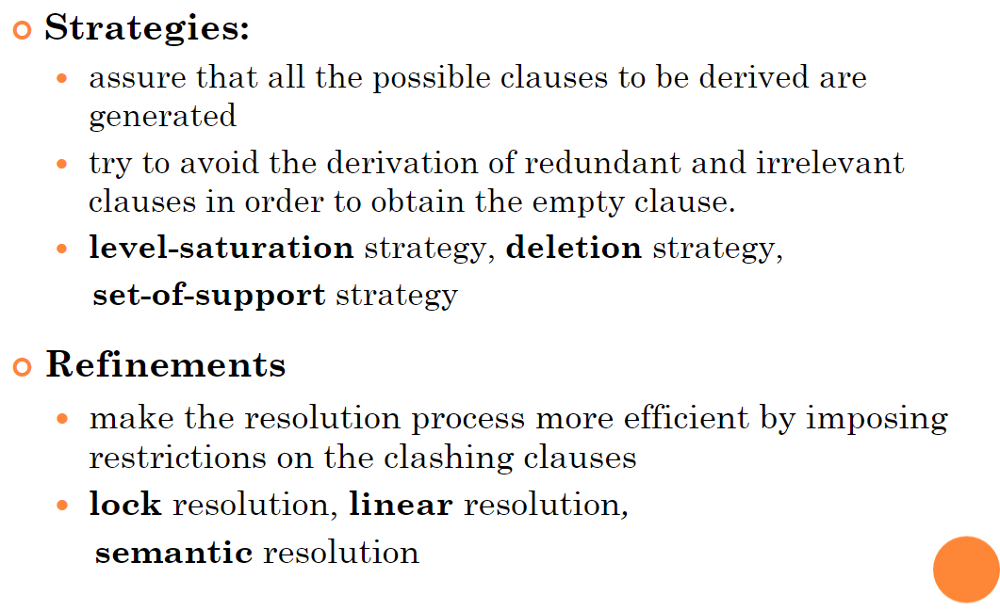 Strategies:
assure that all the possible clauses to be derived are
generated
try to avoid the derivation of redundant and irrelevant
clauses in order to obtain the empty clause.
level-saturation strategy, deletion strategy,
set-of-support strategy
Refinements
make the resolution process more efficient by imposing
restrictions on the clashing clauses
lock resolution, linear resolution,
semantic resolution